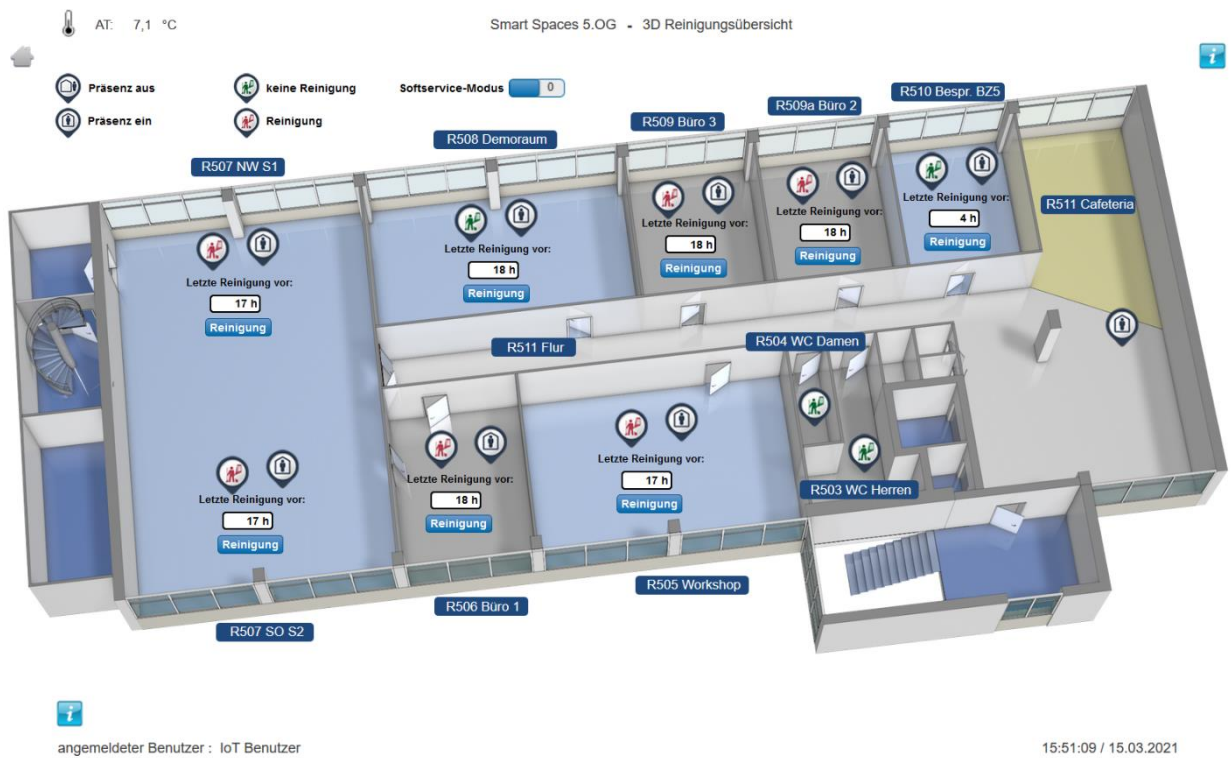 AT: 7,1 °C
Smart Spaces 5.OG - 3D Reinigungsübersicht
Präsenz aus
keine Reinigung
Softservice-Modus 0
Präsenz ein
Reinigung
R510 Bespr. BZ5
R509a Büro 2
R509 Büro 3
R508 Demoraum
R507 NW S1
Letzte Reinigung vor:
4 h
Reinigung
Letzte Reinigung vor:
18 h
Reinigung
Letzte Reinigung vor:
18 h
Reinigung
Letzte Reinigung vor:
18 h
Reinigung
Letzte Reinigung vor:
17 h
Reinigung
R511 Cafeteria
R511 Flur
R504 WC Damen
Letzte Reinigung vor:
17 h
Reinigung
Letzte Reinigung vor:
18 h
Reinigung
Letzte Reinigung vor:
17 h
Reinigung
R503 WC Herren
R505 Workshop
R506 Büro 1
R507 SO S2
angemeldeter Benutzer : IoT Benutzer
15:51:09 / 15.03.2021